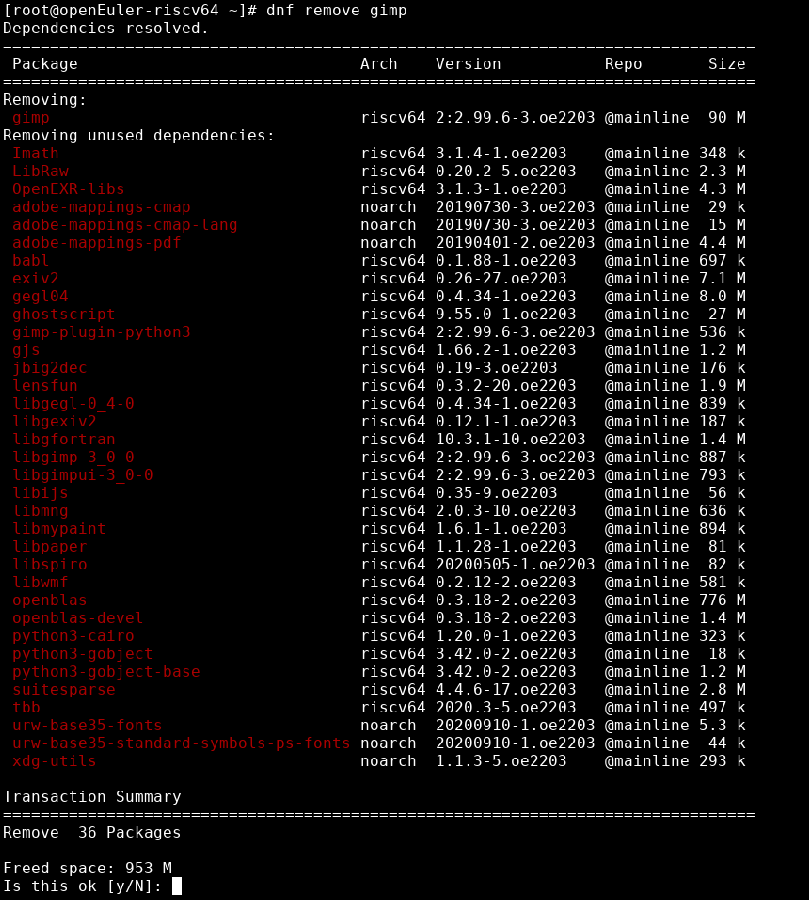 [root@openEuler-riscv64 ~]# dnf remove gimp
Dependencies resolved.
================================================================================
 Package                             Arch    Version           Repo       Size
================================================================================
Removing:
 gimp                                riscv64 2:2.99.6-3.oe2203 @mainline  90 M
Removing unused dependencies:
 Imath                               riscv64 3.1.4-1.oe2203    @mainline 348 k
 LibRaw                              riscv64 0.20.2-5.oe2203   @mainline 2.3 M
 OpenEXR-libs                        riscv64 3.1.3-1.oe2203    @mainline 4.3 M
 adobe-mappings-cmap                 noarch  20190730-3.oe2203 @mainline  29 k
 adobe-mappings-cmap-lang            noarch  20190730-3.oe2203 @mainline  15 M
 adobe-mappings-pdf                  noarch  20190401-2.oe2203 @mainline 4.4 M
 babl                                riscv64 0.1.88-1.oe2203   @mainline 697 k
 exiv2                               riscv64 0.26-27.oe2203    @mainline 7.1 M
 gegl04                              riscv64 0.4.34-1.oe2203   @mainline 8.0 M
 ghostscript                         riscv64 9.55.0-1.oe2203   @mainline  27 M
 gimp-plugin-python3                 riscv64 2:2.99.6-3.oe2203 @mainline 536 k
 gjs                                 riscv64 1.66.2-1.oe2203   @mainline 1.2 M
 jbig2dec                            riscv64 0.19-3.oe2203     @mainline 176 k
 lensfun                             riscv64 0.3.2-20.oe2203   @mainline 1.9 M
 libgegl-0_4-0                       riscv64 0.4.34-1.oe2203   @mainline 839 k
 libgexiv2                           riscv64 0.12.1-1.oe2203   @mainline 187 k
 libgfortran                         riscv64 10.3.1-10.oe2203  @mainline 1.4 M
 libgimp-3_0-0                       riscv64 2:2.99.6-3.oe2203 @mainline 887 k
 libgimpui-3_0-0                     riscv64 2:2.99.6-3.oe2203 @mainline 793 k
 libijs                              riscv64 0.35-9.oe2203     @mainline  56 k
 libmng                              riscv64 2.0.3-10.oe2203   @mainline 636 k
 libmypaint                          riscv64 1.6.1-1.oe2203    @mainline 894 k
 libpaper                            riscv64 1.1.28-1.oe2203   @mainline  81 k
 libspiro                            riscv64 20200505-1.oe2203 @mainline  82 k
 libwmf                              riscv64 0.2.12-2.oe2203   @mainline 581 k
 openblas                            riscv64 0.3.18-2.oe2203   @mainline 776 M
 openblas-devel                      riscv64 0.3.18-2.oe2203   @mainline 1.4 M
 python3-cairo                       riscv64 1.20.0-1.oe2203   @mainline 323 k
 python3-gobject                     riscv64 3.42.0-2.oe2203   @mainline  18 k
 python3-gobject-base                riscv64 3.42.0-2.oe2203   @mainline 1.2 M
 suitesparse                         riscv64 4.4.6-17.oe2203   @mainline 2.8 M
 tbb                                 riscv64 2020.3-5.oe2203   @mainline 497 k
 urw-base35-fonts                    noarch  20200910-1.oe2203 @mainline 5.3 k
 urw-base35-standard-symbols-ps-fonts noarch  20200910-1.oe2203 @mainline  44 k
 xdg-utils                           noarch  1.1.3-5.oe2203    @mainline 293 k
Transaction Summary
================================================================================
Remove  36 Packages
Freed space: 953 M
Is this ok [y/N]: